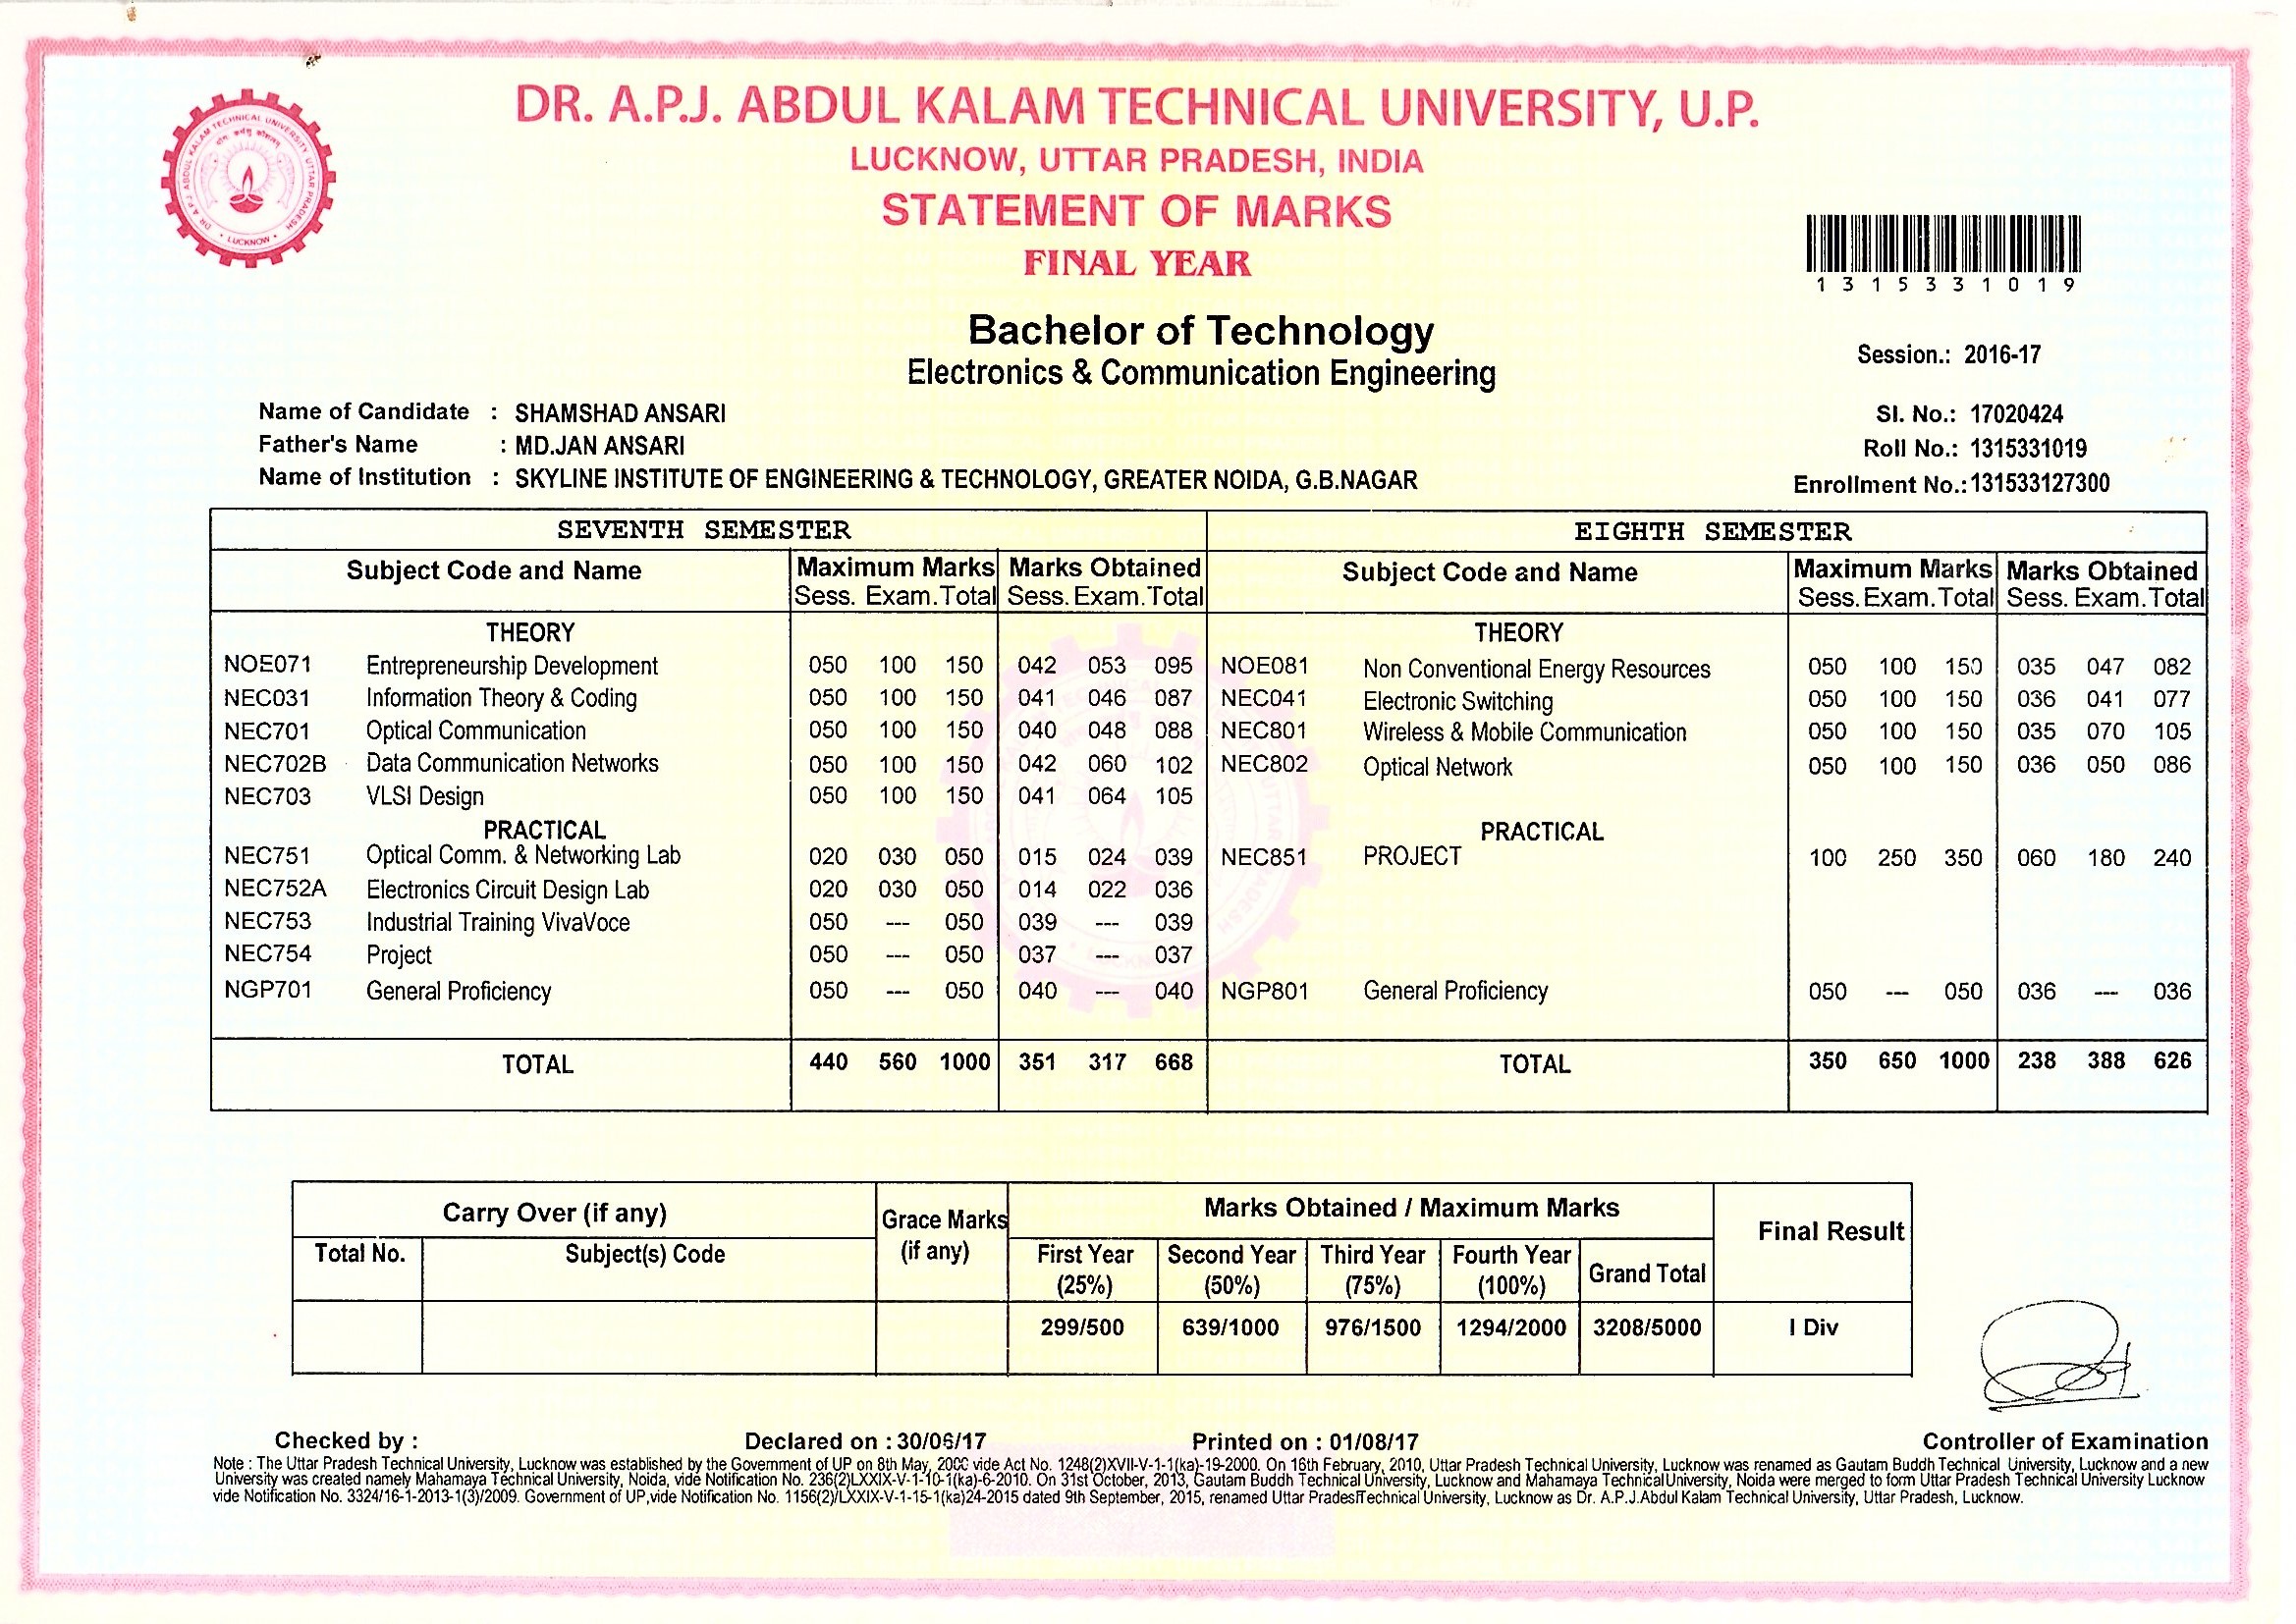 DR. A.P.J. ABDUL KALAM TECHNICAL UNIVERSITY, U.P.
LUCKNOW, UTTAR PRADESH, INDIA
STATEMENT OF MARKS
FINAL YEAR
DR. A.P.J. ABDUL KALAM TECHNICAL UNIVERSITY UTTAR PRADESH
• LUCKNOW •
1315331019
Bachelor of Technology
Electronics & Communication Engineering
Session.: 2016-17
Name of Candidate : SHAMSHAD ANSARI
Sl. No.: 17020424
Father's Name : MD.JAN ANSARI
Roll No.: 1315331019
Name of Institution : SKYLINE INSTITUTE OF ENGINEERING & TECHNOLOGY, GREATER NOIDA, G.B.NAGAR
Enrollment No.:131533127300
SEVENTH SEMESTER EIGHTH SEMESTER
Subject Code and Name Maximum Marks Marks Obtained Subject Code and Name Maximum Marks Marks Obtained
Sess. Exam. Total Sess. Exam. Total Sess. Exam. Total Sess. Exam. Total
THEORY THEORY
NOE071 Entrepreneurship Development 050 100 150 042 053 095 NOE081 Non Conventional Energy Resources 050 100 150 035 047 082
NEC031 Information Theory & Coding 050 100 150 041 046 087 NEC041 Electronic Switching 050 100 150 036 041 077
NEC701 Optical Communication 050 100 150 040 048 088 NEC801 Wireless & Mobile Communication 050 100 150 035 070 105
NEC702B Data Communication Networks 050 100 150 042 060 102 NEC802 Optical Network 050 100 150 036 050 086
NEC703 VLSI Design 050 100 150 041 064 105
PRACTICAL PRACTICAL
NEC751 Optical Comm. & Networking Lab 020 030 050 015 024 039 NEC851 PROJECT 100 250 350 060 180 240
NEC752A Electronics Circuit Design Lab 020 030 050 014 022 036
NEC753 Industrial Training VivaVoce 050 --- 050 039 --- 039
NEC754 Project 050 --- 050 037 --- 037
NGP701 General Proficiency 050 --- 050 040 --- 040 NGP801 General Proficiency 050 --- 050 036 --- 036
TOTAL 440 560 1000 351 317 668 TOTAL 350 650 1000 238 388 626
Carry Over (if any) Grace Marks (if any) Marks Obtained / Maximum Marks Final Result
Total No. Subject(s) Code First Year (25%) Second Year (50%) Third Year (75%) Fourth Year (100%) Grand Total
299/500 639/1000 976/1500 1294/2000 3208/5000 I Div
Checked by : Declared on : 30/06/17 Printed on : 01/08/17 Controller of Examination
Note : The Uttar Pradesh Technical University, Lucknow was established by the Government of UP on 8th May, 2000 vide Act No. 1248(2)XVII-V-1-1(ka)-19-2000. On 16th February, 2010, Uttar Pradesh Technical University, Lucknow was renamed as Gautam Buddh Technical University, Lucknow and a new
University was created namely Mahamaya Technical University, Noida, vide Notification No. 236(2)LXXIX-V-1-10-1(ka)-6-2010. On 31st October, 2013, Gautam Buddh Technical University, Lucknow and Mahamaya TechnicalUniversity, Noida were merged to form Uttar Pradesh Technical University Lucknow
vide Notification No. 3324/16-1-2013-1(3)/2009. Government of UP,vide Notification No. 1156(2)/LXXIX-V-1-15-1(ka)24-2015 dated 9th September, 2015, renamed Uttar PradeshTechnical University, Lucknow as Dr. A.P.J.Abdul Kalam Technical University, Uttar Pradesh, Lucknow.